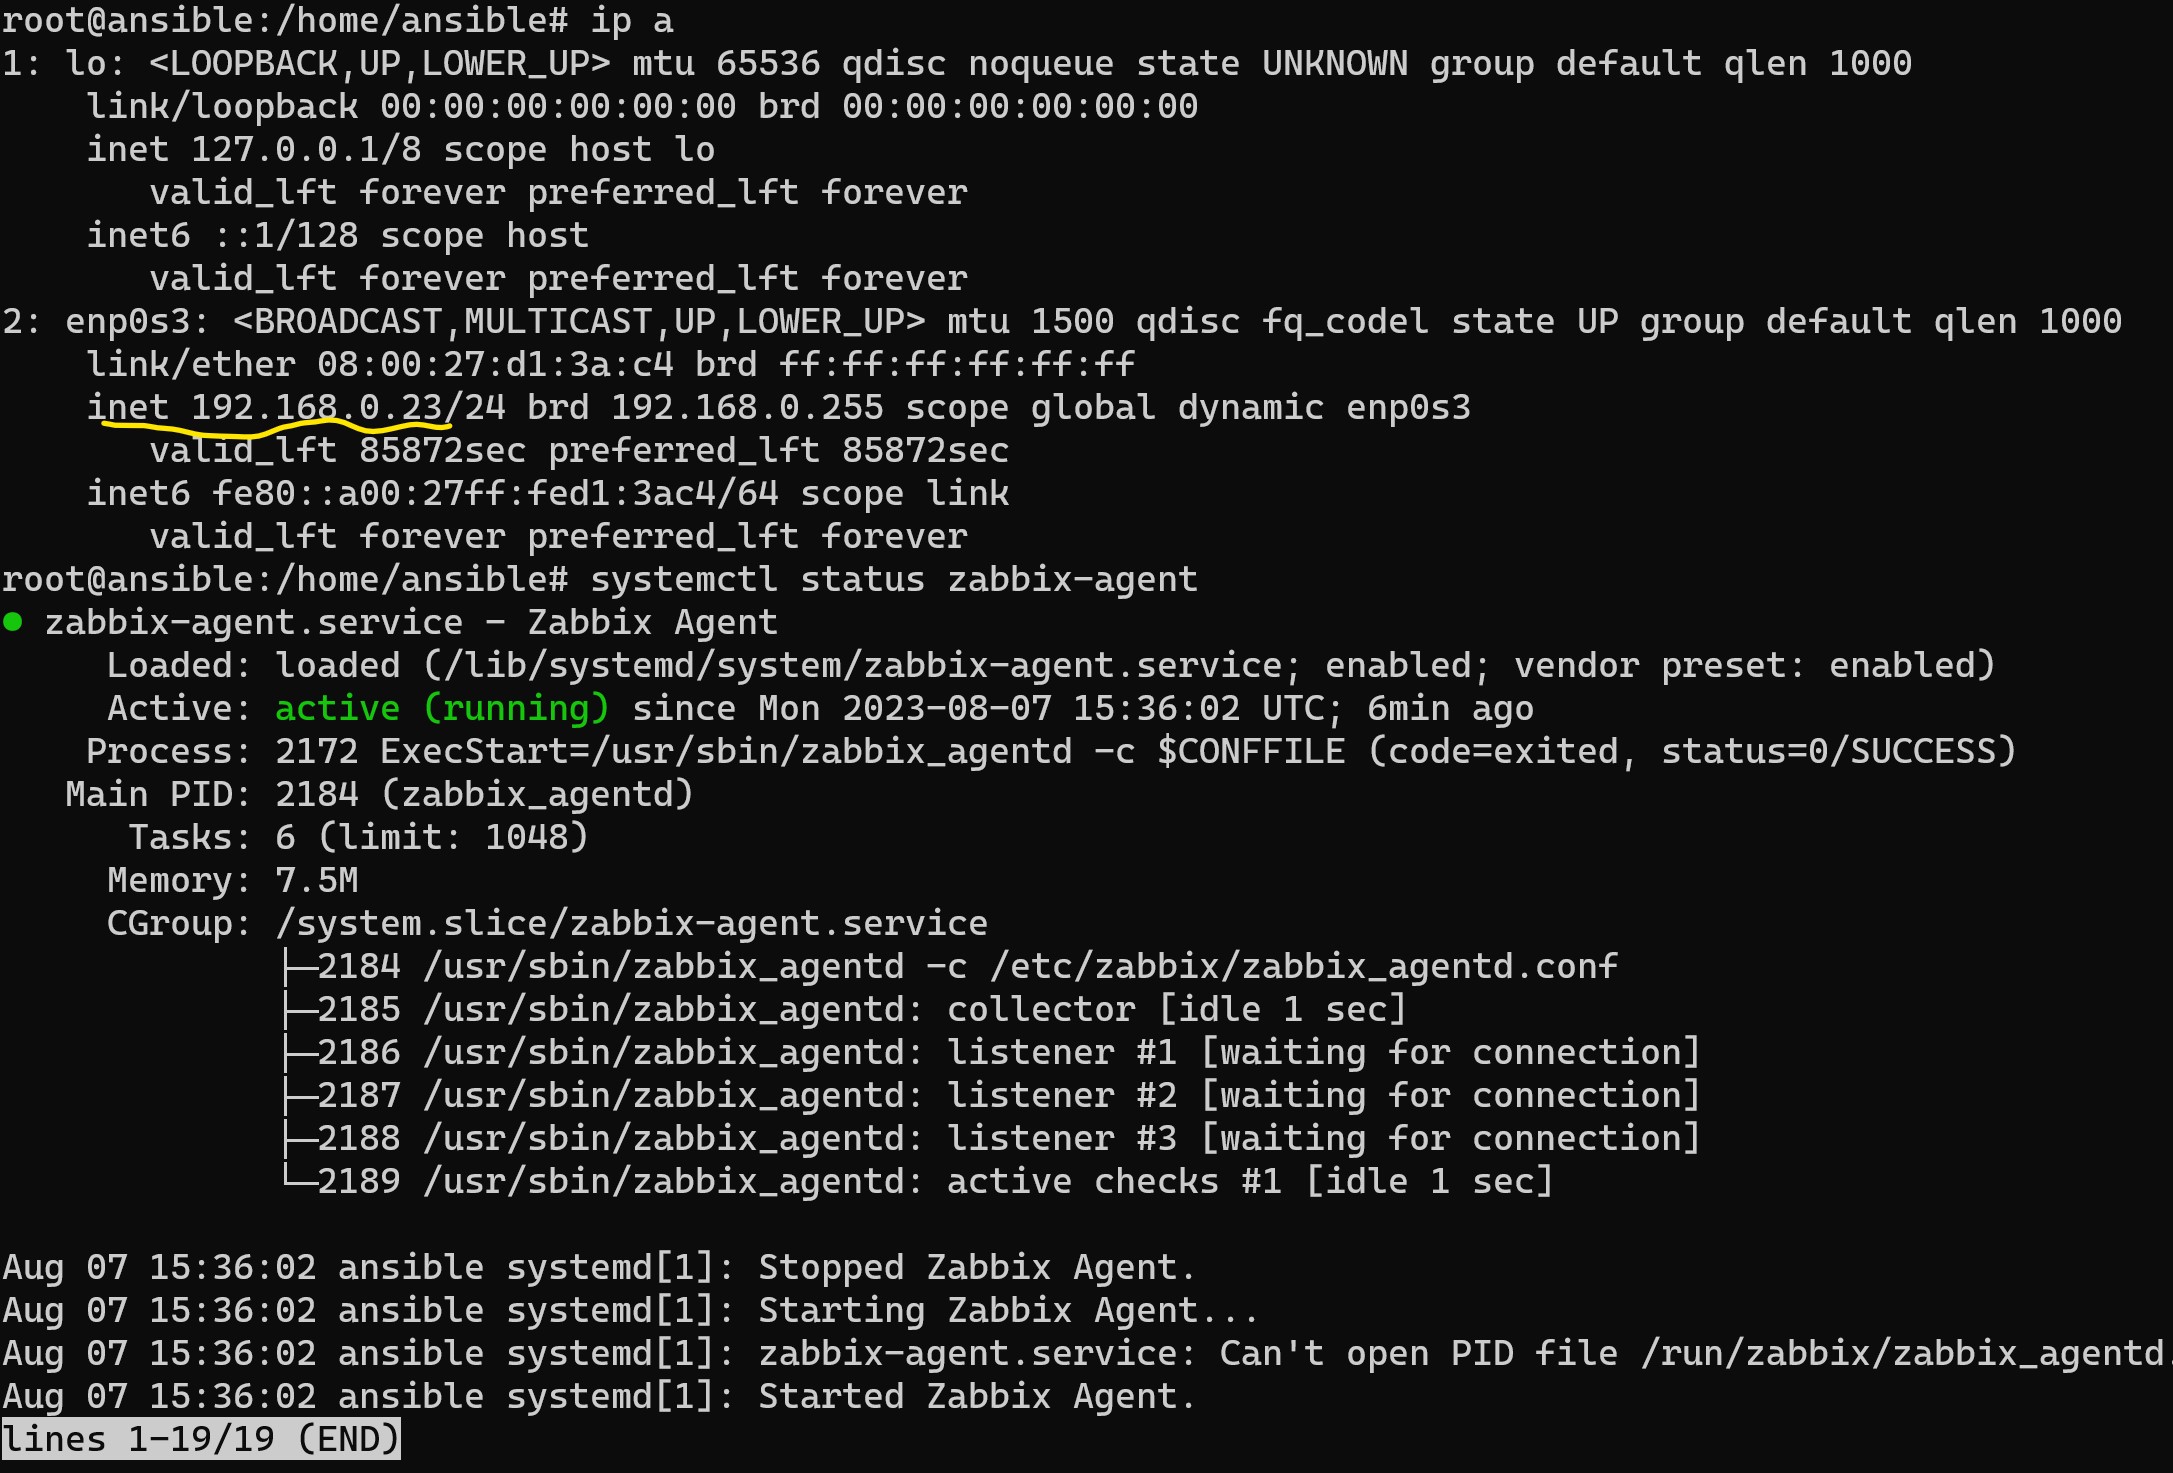 root@ansible:/home/ansible# ip a
1: lo: <LOOPBACK,UP,LOWER_UP> mtu 65536 qdisc noqueue state UNKNOWN group default qlen 1000
    link/loopback 00:00:00:00:00:00 brd 00:00:00:00:00:00
    inet 127.0.0.1/8 scope host lo
       valid_lft forever preferred_lft forever
    inet6 ::1/128 scope host
       valid_lft forever preferred_lft forever
2: enp0s3: <BROADCAST,MULTICAST,UP,LOWER_UP> mtu 1500 qdisc fq_codel state UP group default qlen 1000
    link/ether 08:00:27:d1:3a:c4 brd ff:ff:ff:ff:ff:ff
    inet 192.168.0.23/24 brd 192.168.0.255 scope global dynamic enp0s3
       valid_lft 85872sec preferred_lft 85872sec
    inet6 fe80::a00:27ff:fed1:3ac4/64 scope link
       valid_lft forever preferred_lft forever
root@ansible:/home/ansible# systemctl status zabbix-agent
● zabbix-agent.service - Zabbix Agent
     Loaded: loaded (/lib/systemd/system/zabbix-agent.service; enabled; vendor preset: enabled)
     Active: active (running) since Mon 2023-08-07 15:36:02 UTC; 6min ago
    Process: 2172 ExecStart=/usr/sbin/zabbix_agentd -c $CONFFILE (code=exited, status=0/SUCCESS)
   Main PID: 2184 (zabbix_agentd)
      Tasks: 6 (limit: 1048)
     Memory: 7.5M
     CGroup: /system.slice/zabbix-agent.service
             ├─2184 /usr/sbin/zabbix_agentd -c /etc/zabbix/zabbix_agentd.conf
             ├─2185 /usr/sbin/zabbix_agentd: collector [idle 1 sec]
             ├─2186 /usr/sbin/zabbix_agentd: listener #1 [waiting for connection]
             ├─2187 /usr/sbin/zabbix_agentd: listener #2 [waiting for connection]
             ├─2188 /usr/sbin/zabbix_agentd: listener #3 [waiting for connection]
             └─2189 /usr/sbin/zabbix_agentd: active checks #1 [idle 1 sec]

Aug 07 15:36:02 ansible systemd[1]: Stopped Zabbix Agent.
Aug 07 15:36:02 ansible systemd[1]: Starting Zabbix Agent...
Aug 07 15:36:02 ansible systemd[1]: zabbix-agent.service: Can't open PID file /run/zabbix/zabbix_agentd.
Aug 07 15:36:02 ansible systemd[1]: Started Zabbix Agent.
lines 1-19/19 (END)